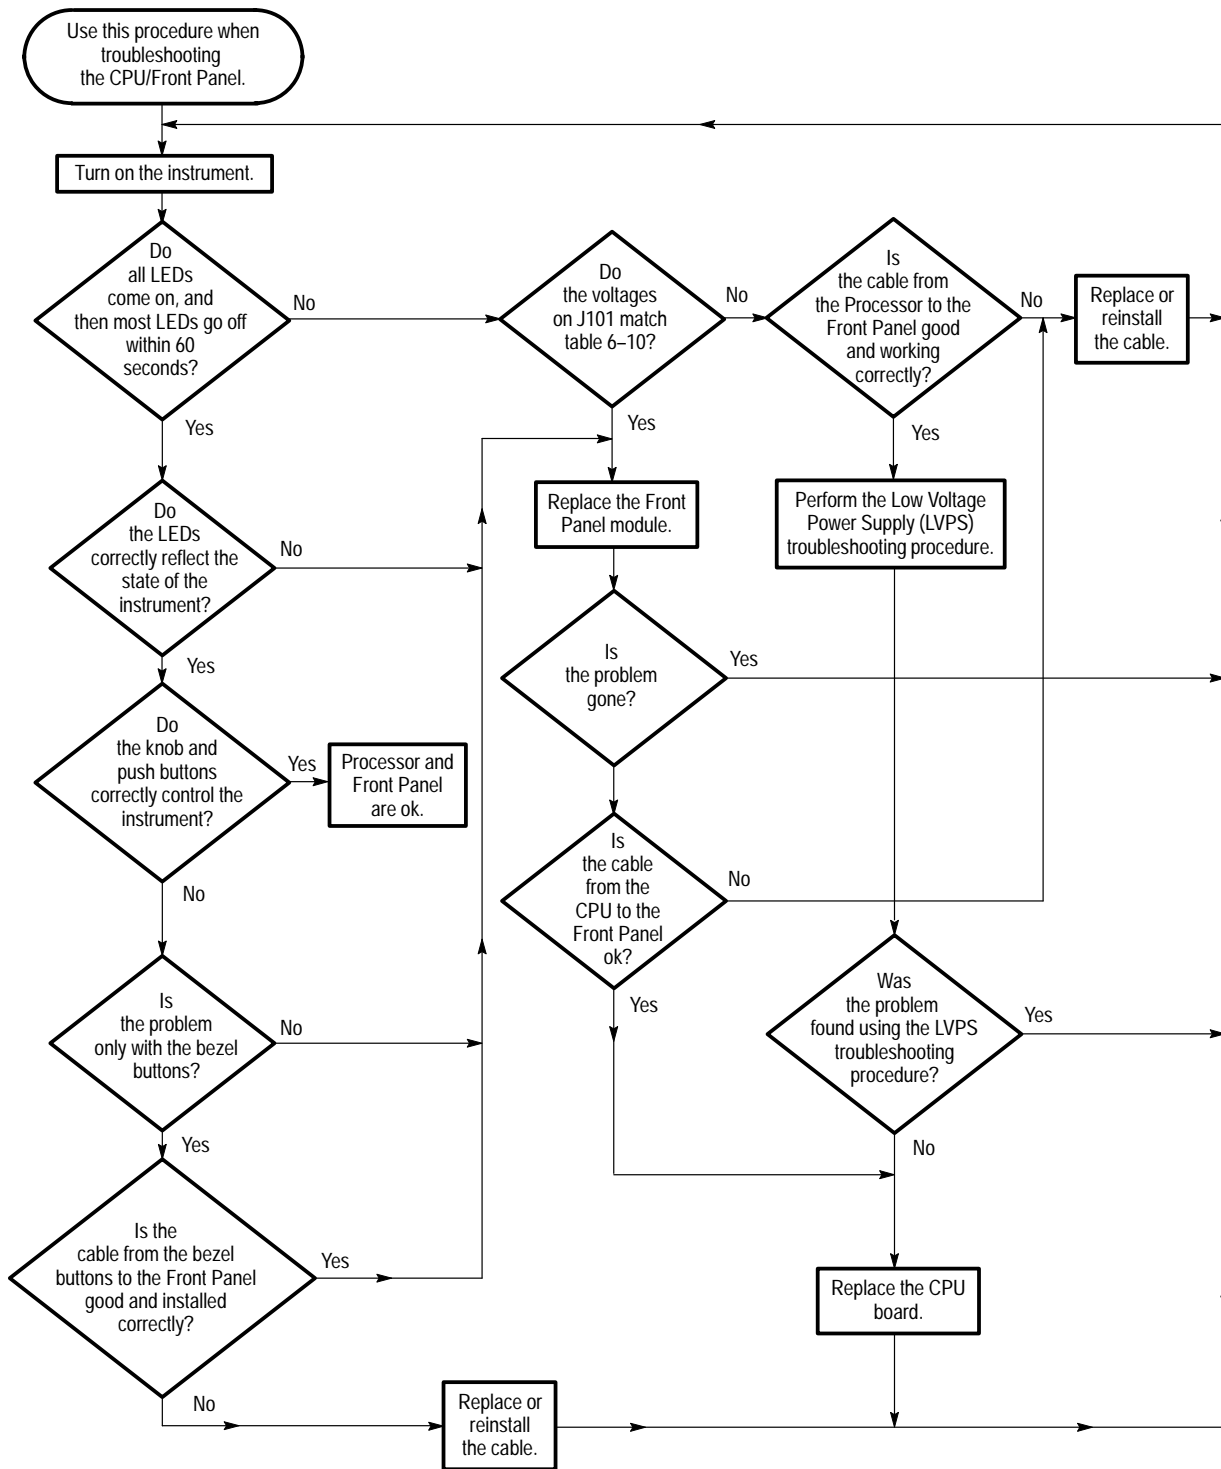 Use this procedure when
troubleshooting
the CPU/Front Panel.
Turn on the instrument.
Do
all LEDs
come on, and
then most LEDs go off
within 60
seconds?
No
Yes
Do
the voltages
on J101 match
table 6–10?
No
Yes
Is
the cable from
the Processor to the
Front Panel good
and working
correctly?
No
Yes
Replace or
reinstall
the cable.
Do
the LEDs
correctly reflect the
state of the
instrument?
No
Yes
Replace the Front
Panel module.
Perform the Low Voltage
Power Supply (LVPS)
troubleshooting procedure.
Is
the problem
gone?
Yes
Do
the knob and
push buttons
correctly control the
instrument?
Yes
No
Processor and
Front Panel
are ok.
Is
the cable
from the
CPU to the
Front Panel
ok?
No
Yes
Was
the problem
found using the LVPS
troubleshooting
procedure?
Yes
No
Is
the problem
only with the bezel
buttons?
No
Yes
Is the
cable from the bezel
buttons to the Front Panel
good and installed
correctly?
Yes
No
Replace the CPU
board.
Replace or
reinstall
the cable.